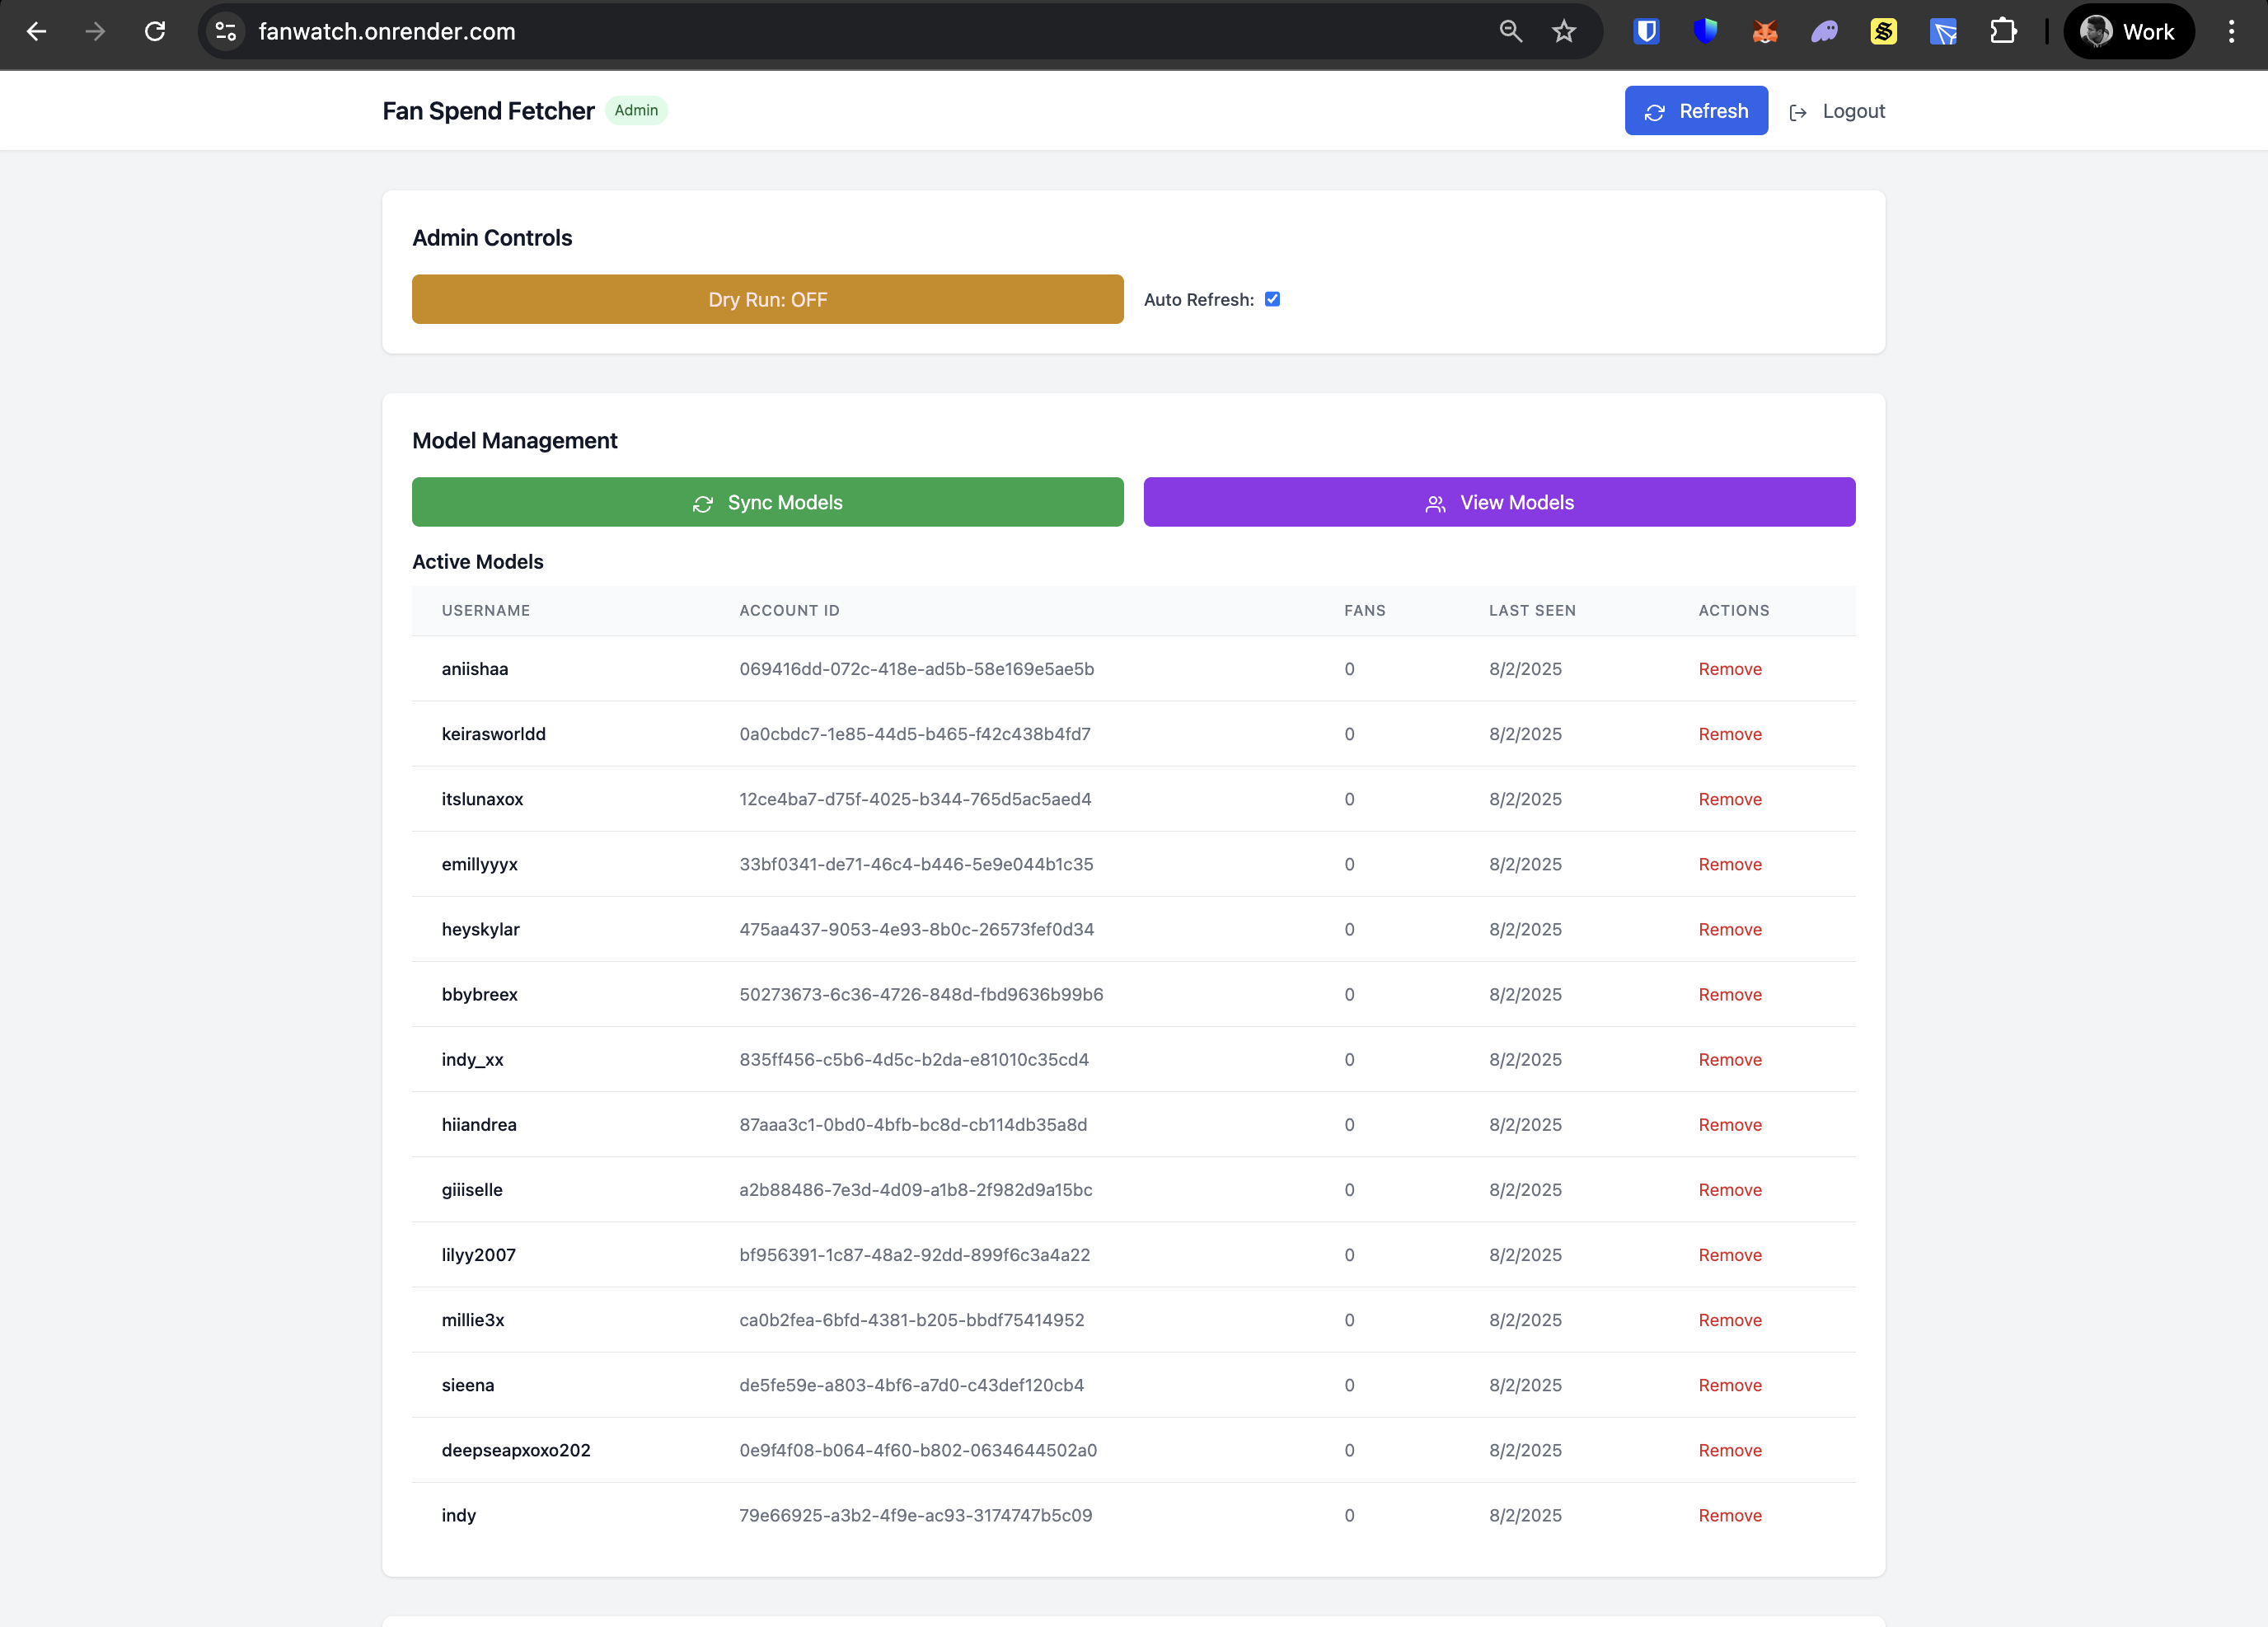 fanwatch.onrender.com
Work
Fan Spend Fetcher Admin Refresh Logout
Admin Controls
Dry Run: OFF Auto Refresh:
Model Management
Sync Models View Models
Active Models
USERNAME ACCOUNT ID FANS LAST SEEN ACTIONS
aniishaa 069416dd-072c-418e-ad5b-58e169e5ae5b 0 8/2/2025 Remove
keirasworldd 0a0cbdc7-1e85-44d5-b465-f42c438b4fd7 0 8/2/2025 Remove
itslunaxox 12ce4ba7-d75f-4025-b344-765d5ac5aed4 0 8/2/2025 Remove
emillyyyx 33bf0341-de71-46c4-b446-5e9e044b1c35 0 8/2/2025 Remove
heyskylar 475aa437-9053-4e93-8b0c-26573fef0d34 0 8/2/2025 Remove
bbybreex 50273673-6c36-4726-848d-fbd9636b99b6 0 8/2/2025 Remove
indy_xx 835ff456-c5b6-4d5c-b2da-e81010c35cd4 0 8/2/2025 Remove
hiiandrea 87aaa3c1-0bd0-4bfb-bc8d-cb114db35a8d 0 8/2/2025 Remove
giiiselle a2b88486-7e3d-4d09-a1b8-2f982d9a15bc 0 8/2/2025 Remove
lilyy2007 bf956391-1c87-48a2-92dd-899f6c3a4a22 0 8/2/2025 Remove
millie3x ca0b2fea-6bfd-4381-b205-bbdf75414952 0 8/2/2025 Remove
sieena de5fe59e-a803-4bf6-a7d0-c43def120cb4 0 8/2/2025 Remove
deepseapxoxo202 0e9f4f08-b064-4f60-b802-0634644502a0 0 8/2/2025 Remove
indy 79e66925-a3b2-4f9e-ac93-3174747b5c09 0 8/2/2025 Remove